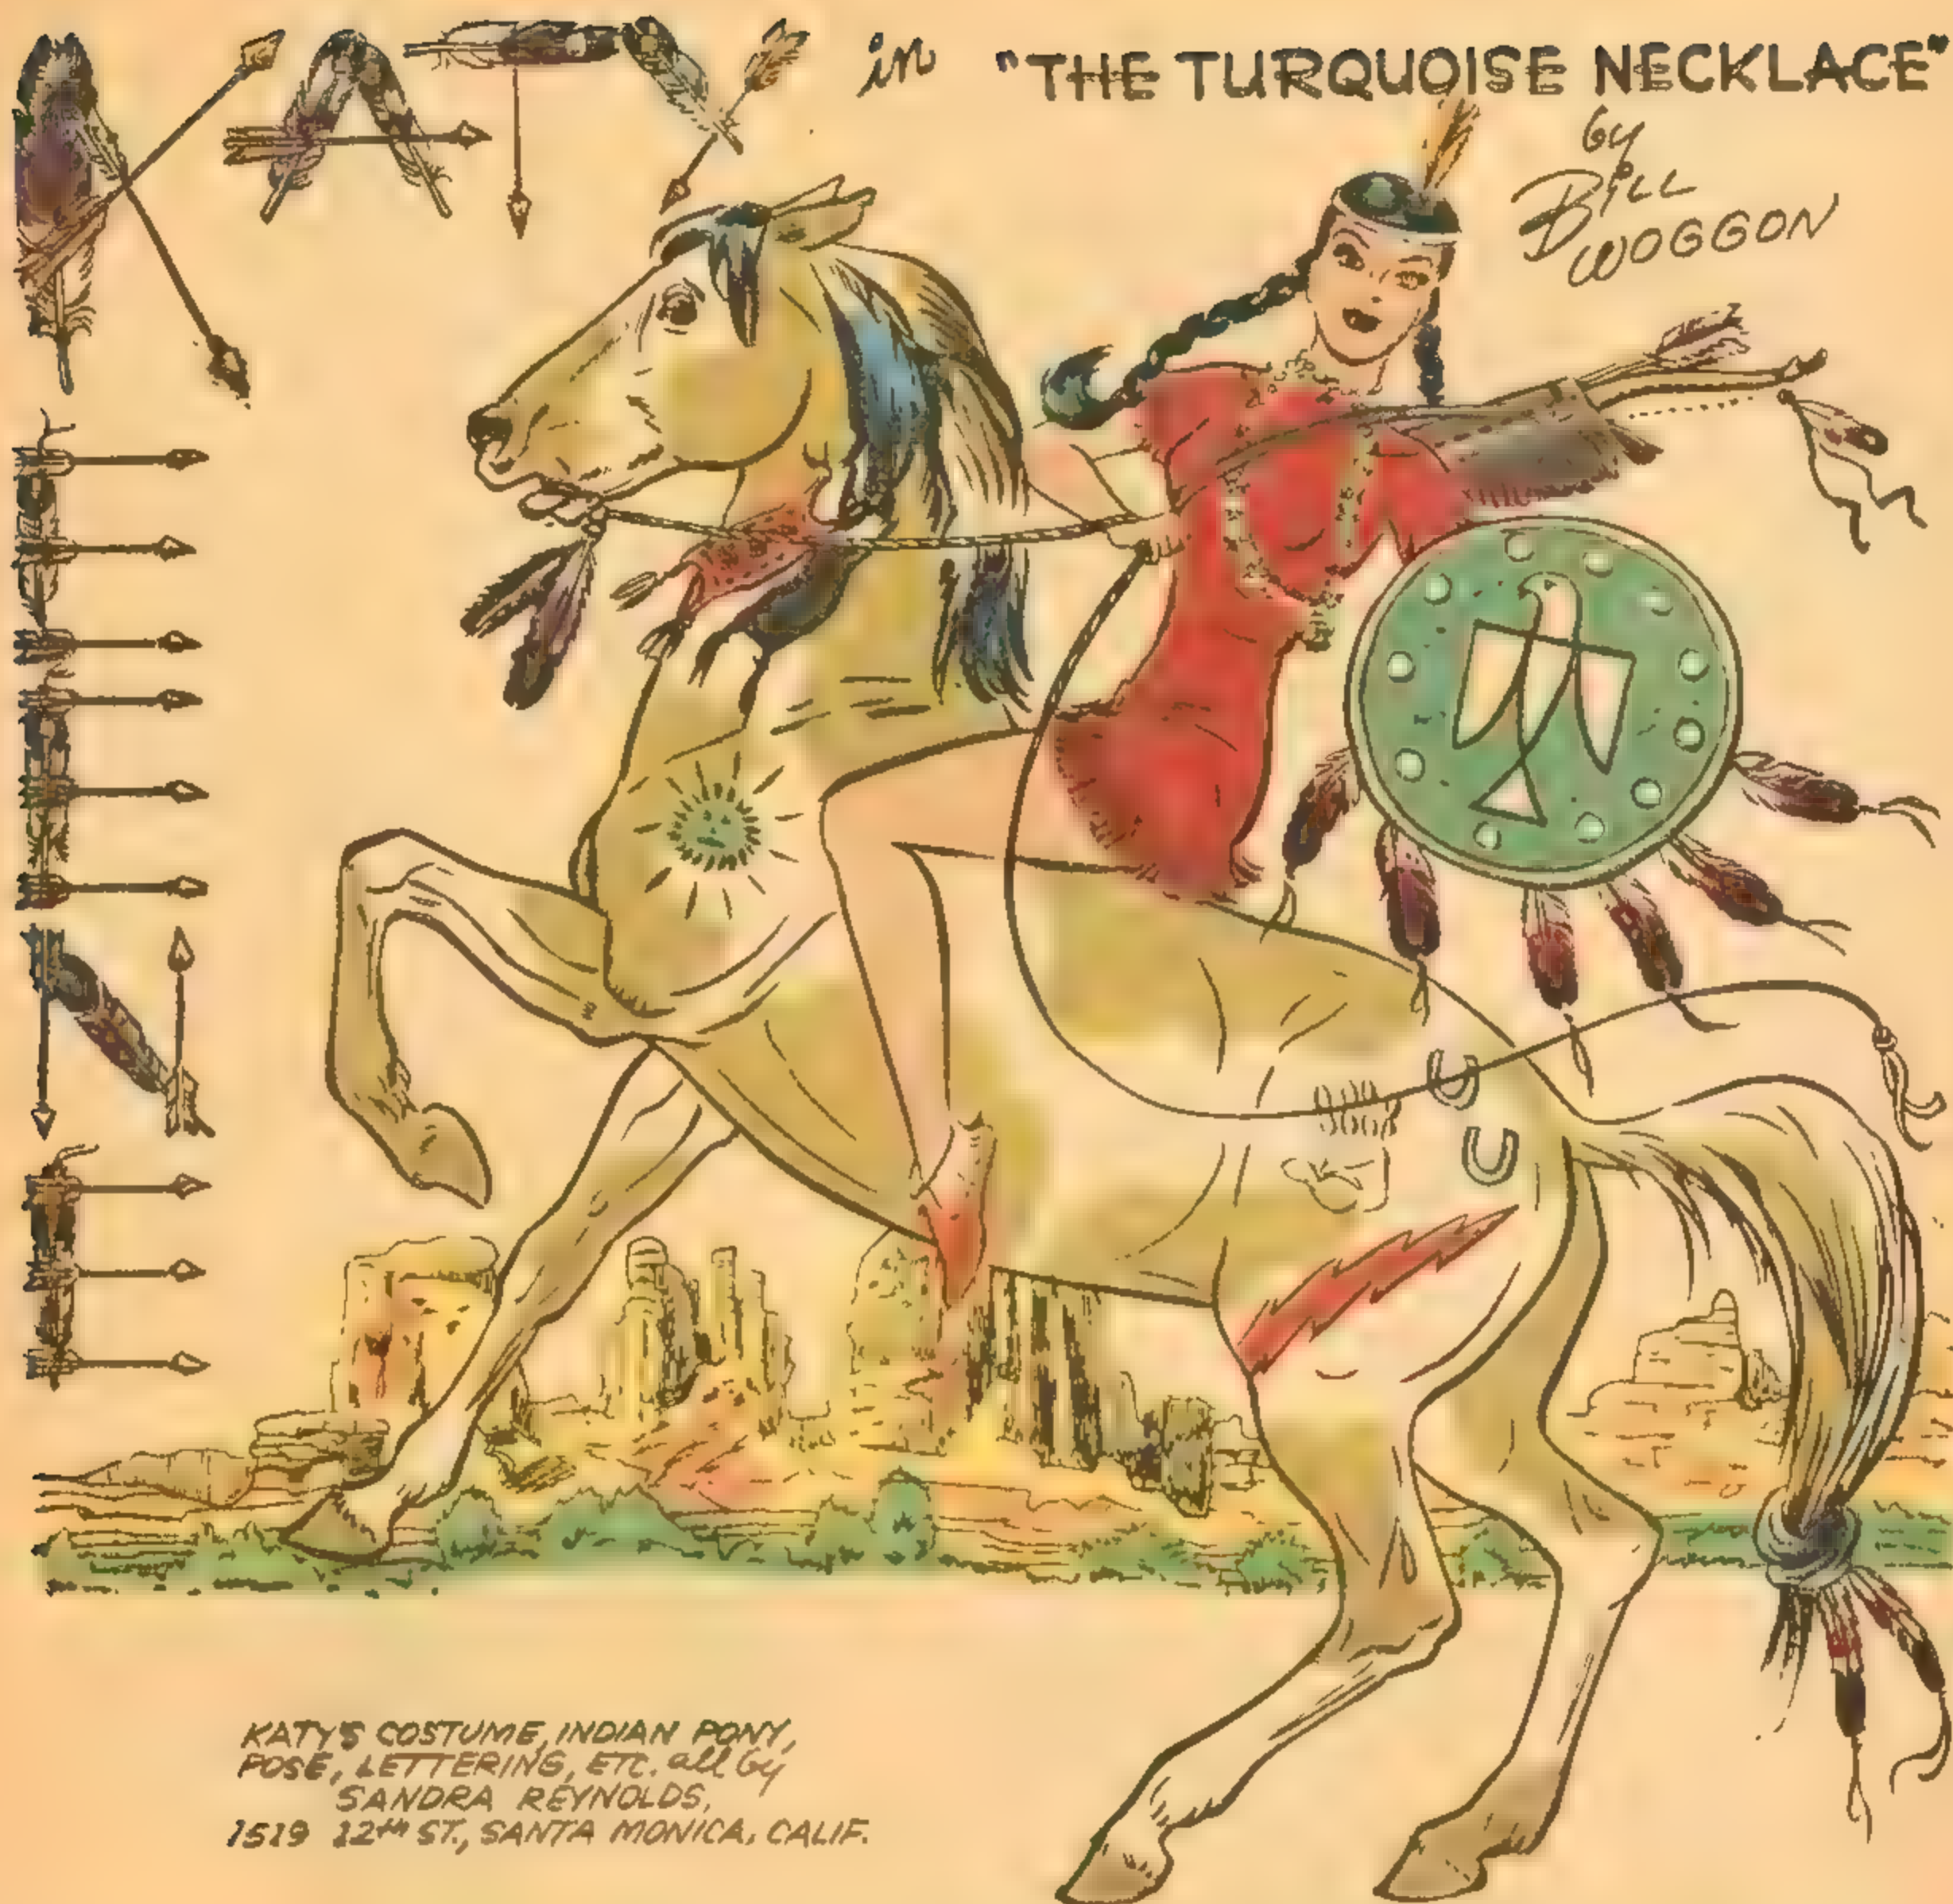 KATY in "THE TURQUOISE NECKLACE"
by
BILL
WOGGON
KEENE
KATY'S COSTUME, INDIAN PONY,
POSE, LETTERING, ETC. all by
SANDRA REYNOLDS,
1519 12TH ST., SANTA MONICA, CALIF.